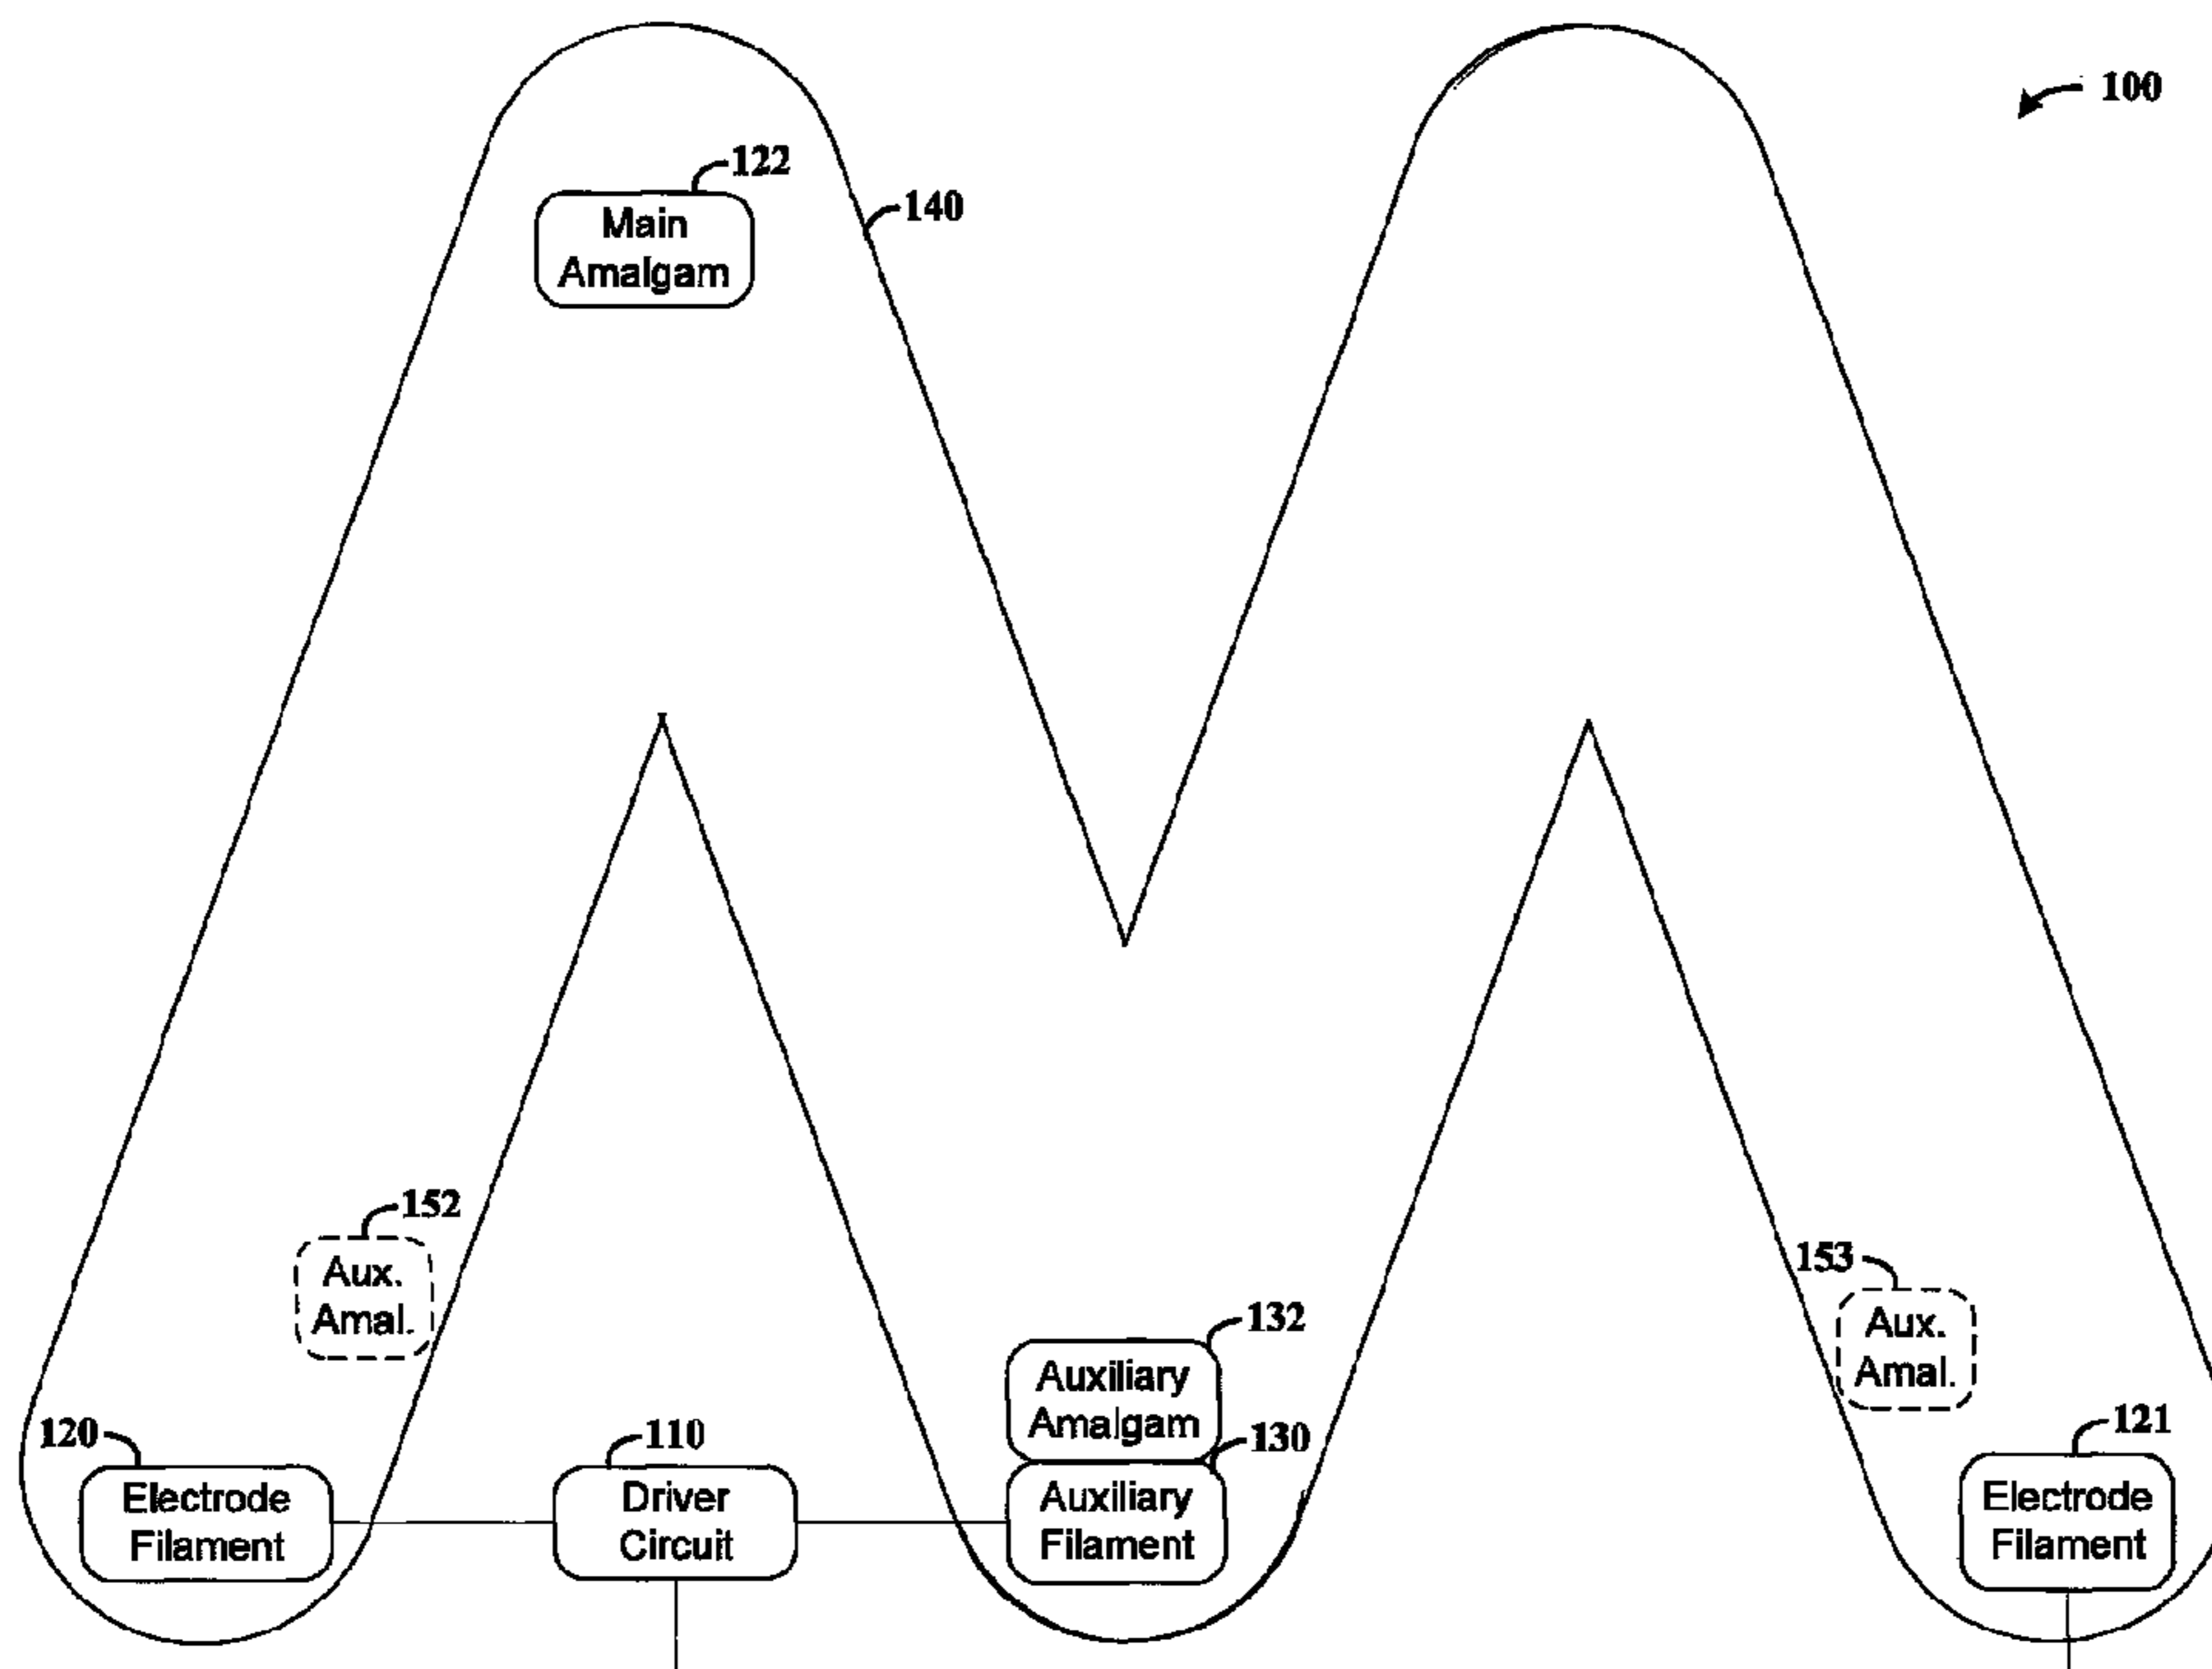 100
122
Main
Amalgam
140
152
Aux.
Amal.
153
Aux.
Amal.
132
Auxiliary
Amalgam
120
Electrode
Filament
110
Driver
Circuit
130
Auxiliary
Filament
121
Electrode
Filament